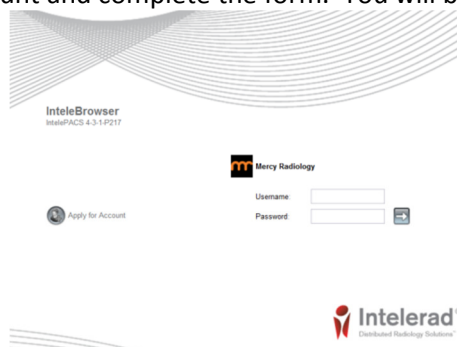 ant and complete the form. You will b
InteleBrowser
IntelePACS 4-3-1-P217
Mercy Radiology
Username:
Apply for Account
Password:
Intelerad
Distributed Radiology Solutions